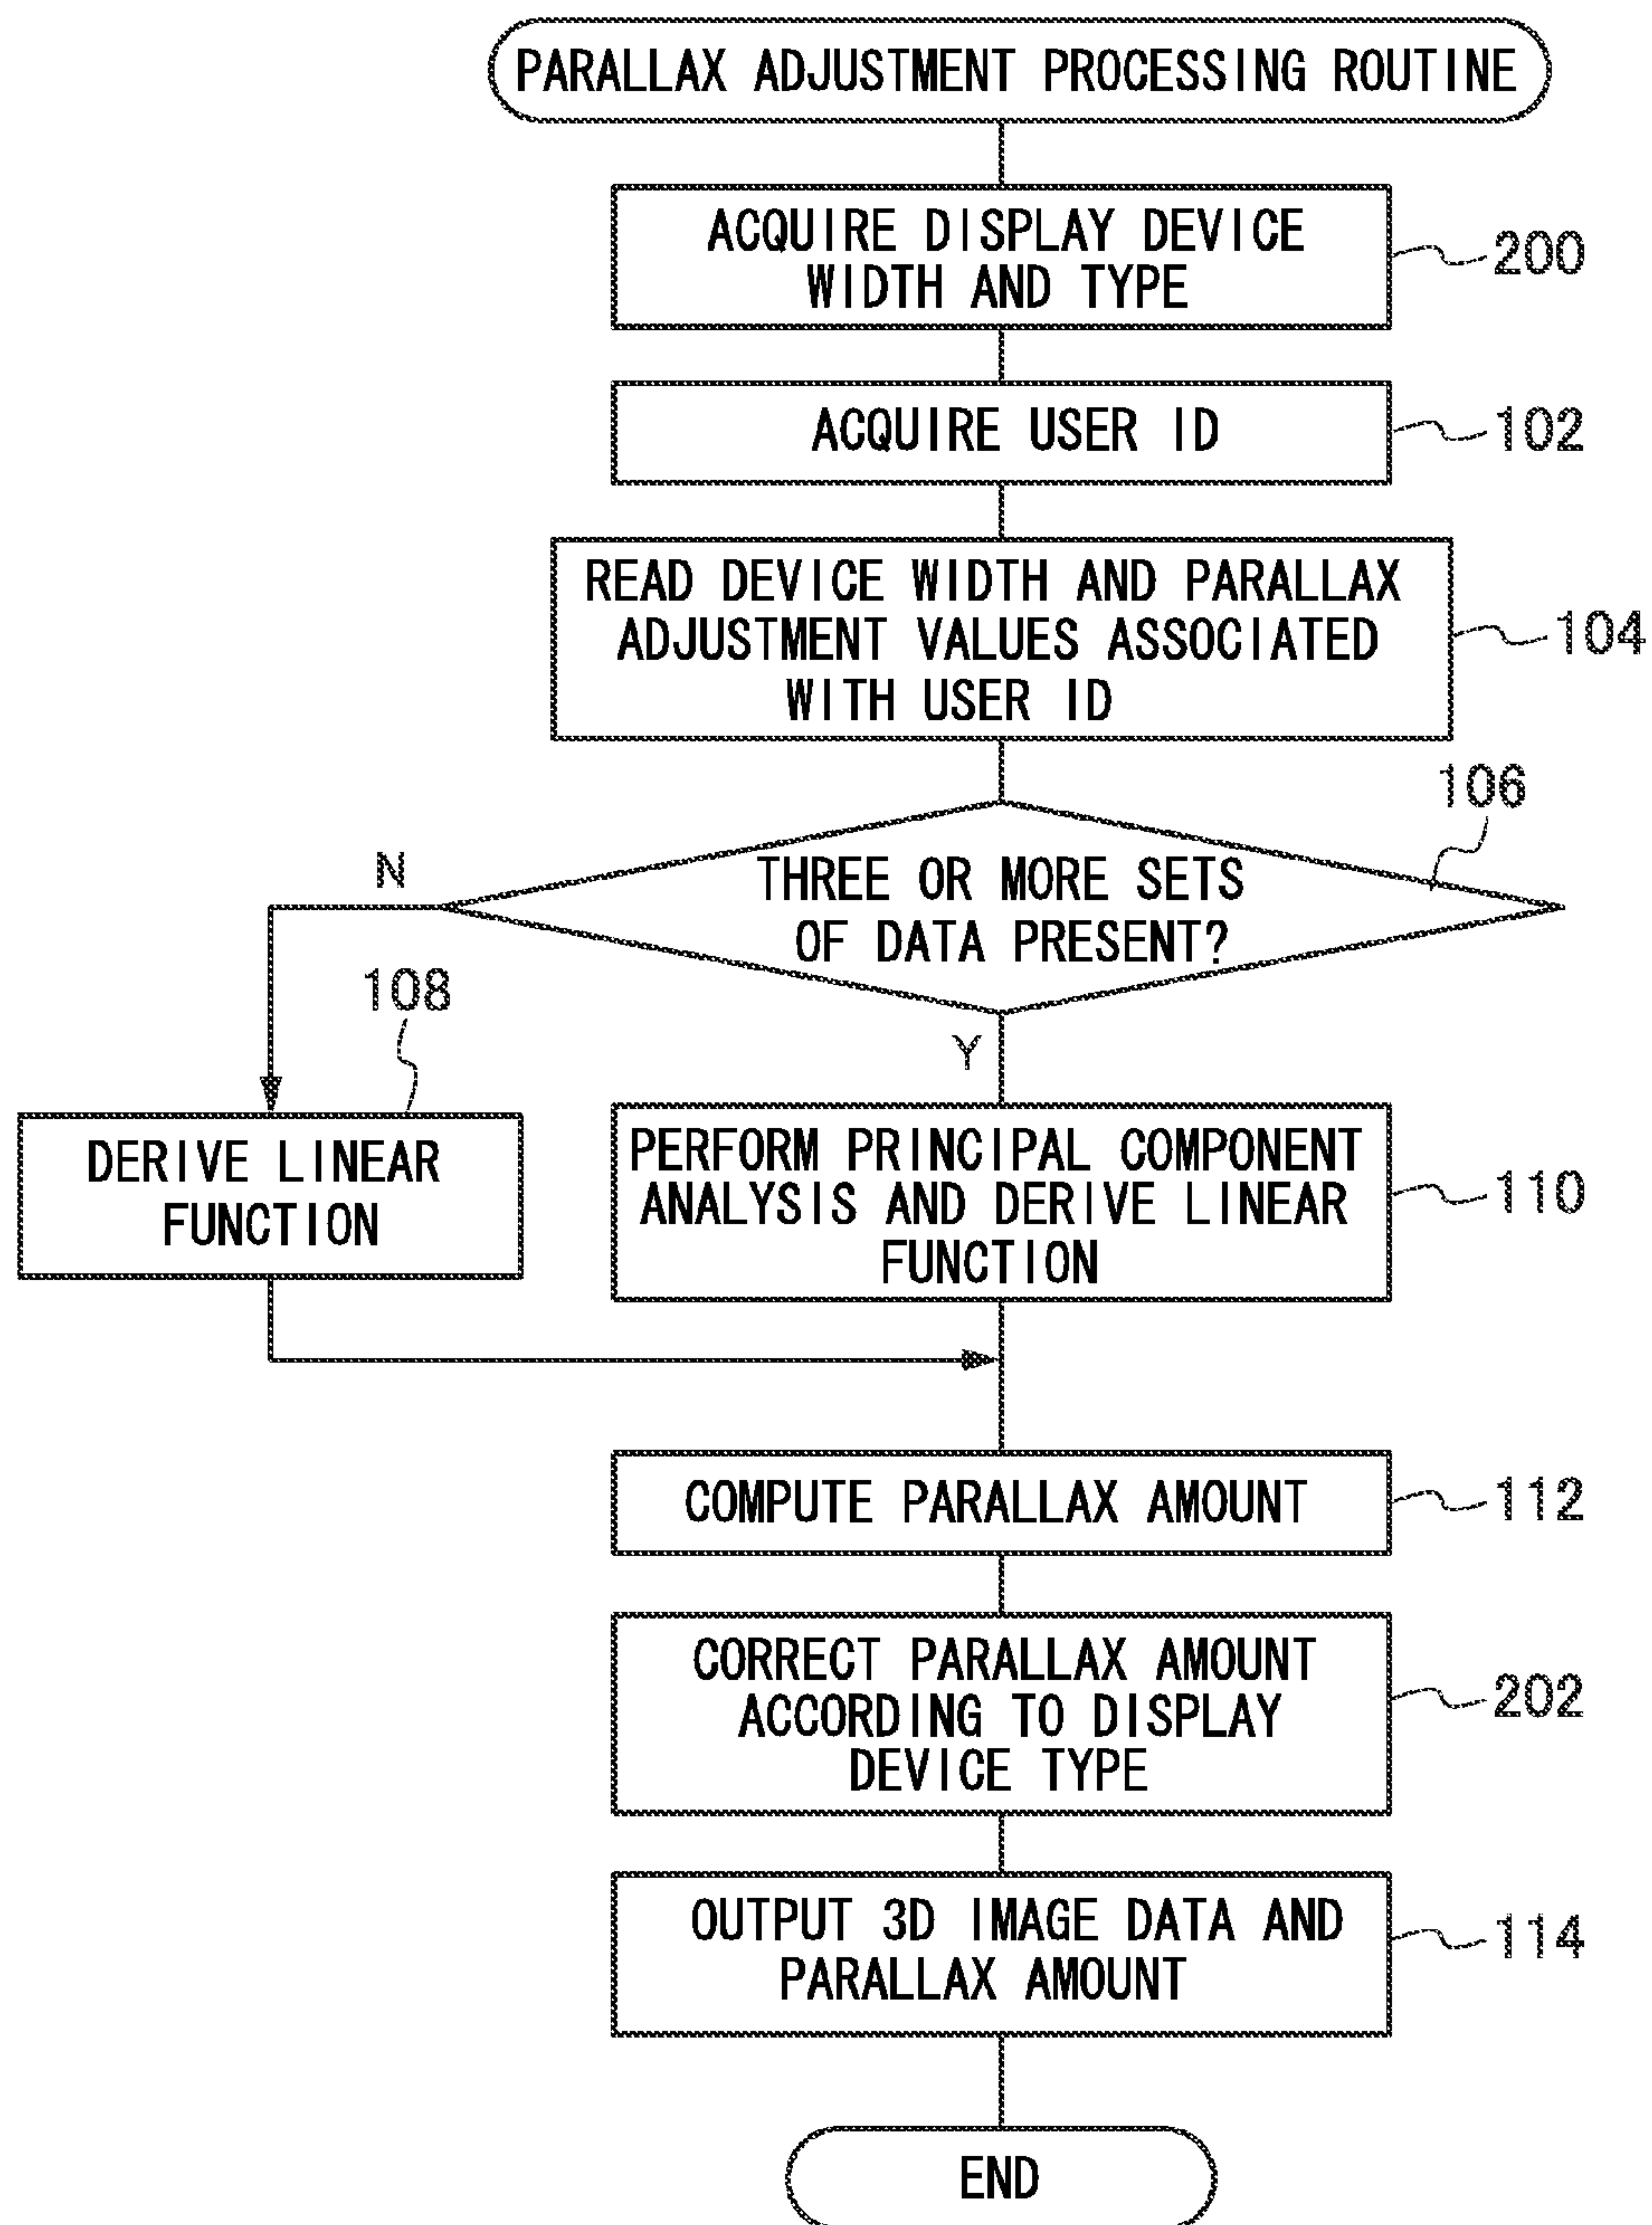 PARALLAX ADJUSTMENT PROCESSING ROUTINE
ACQUIRE DISPLAY DEVICE
WIDTH AND TYPE
200
ACQUIRE USER ID
102
READ DEVICE WIDTH AND PARALLAX
ADJUSTMENT VALUES ASSOCIATED
WITH USER ID
104
106
N
THREE OR MORE SETS
OF DATA PRESENT?
108
Y
DERIVE LINEAR
FUNCTION
PERFORM PRINCIPAL COMPONENT
ANALYSIS AND DERIVE LINEAR
FUNCTION
110
COMPUTE PARALLAX AMOUNT
112
CORRECT PARALLAX AMOUNT
ACCORDING TO DISPLAY
DEVICE TYPE
202
OUTPUT 3D IMAGE DATA AND
PARALLAX AMOUNT
114
END